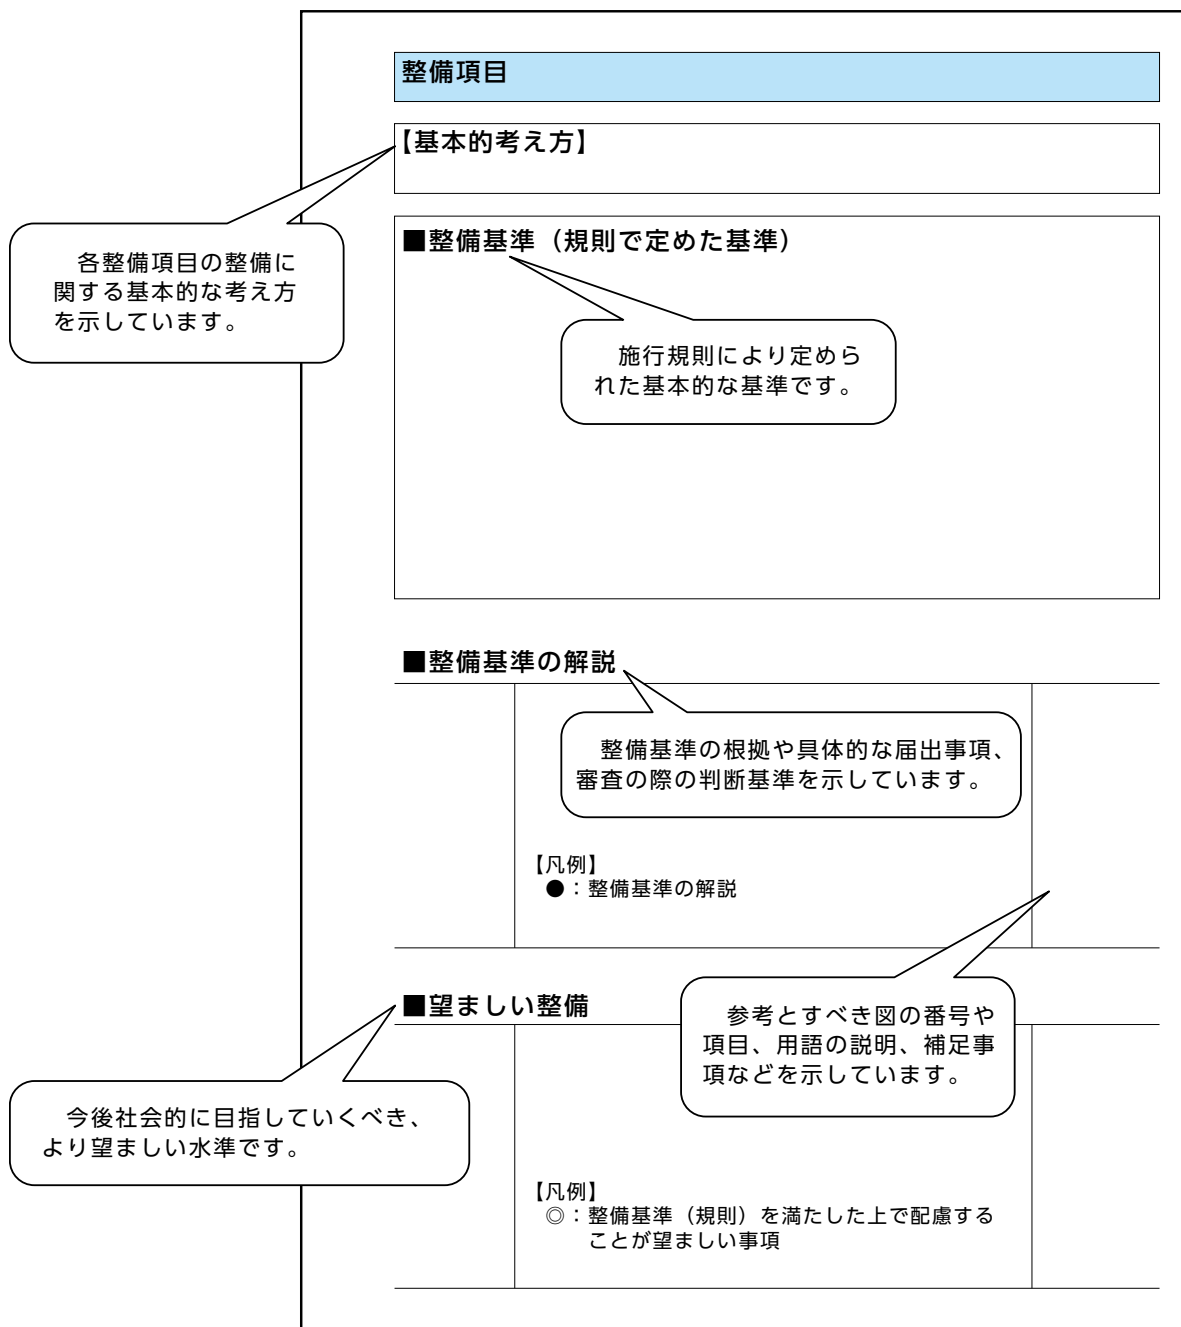 整備項目
【基本的考え方】
各整備項目の整備に
関する基本的な考え方
を示しています。
■整備基準（規則で定めた基準）
施行規則により定めら
れた基本的な基準です。
■整備基準の解説
整備基準の根拠や具体的な届出事項、
審査の際の判断基準を示しています。
【凡例】
●：整備基準の解説
参考とすべき図の番号や
項目、用語の説明、補足事
項などを示しています。
■望ましい整備
今後社会的に目指していくべき、
より望ましい水準です。
【凡例】
◎：整備基準（規則）を満たした上で配慮する
ことが望ましい事項